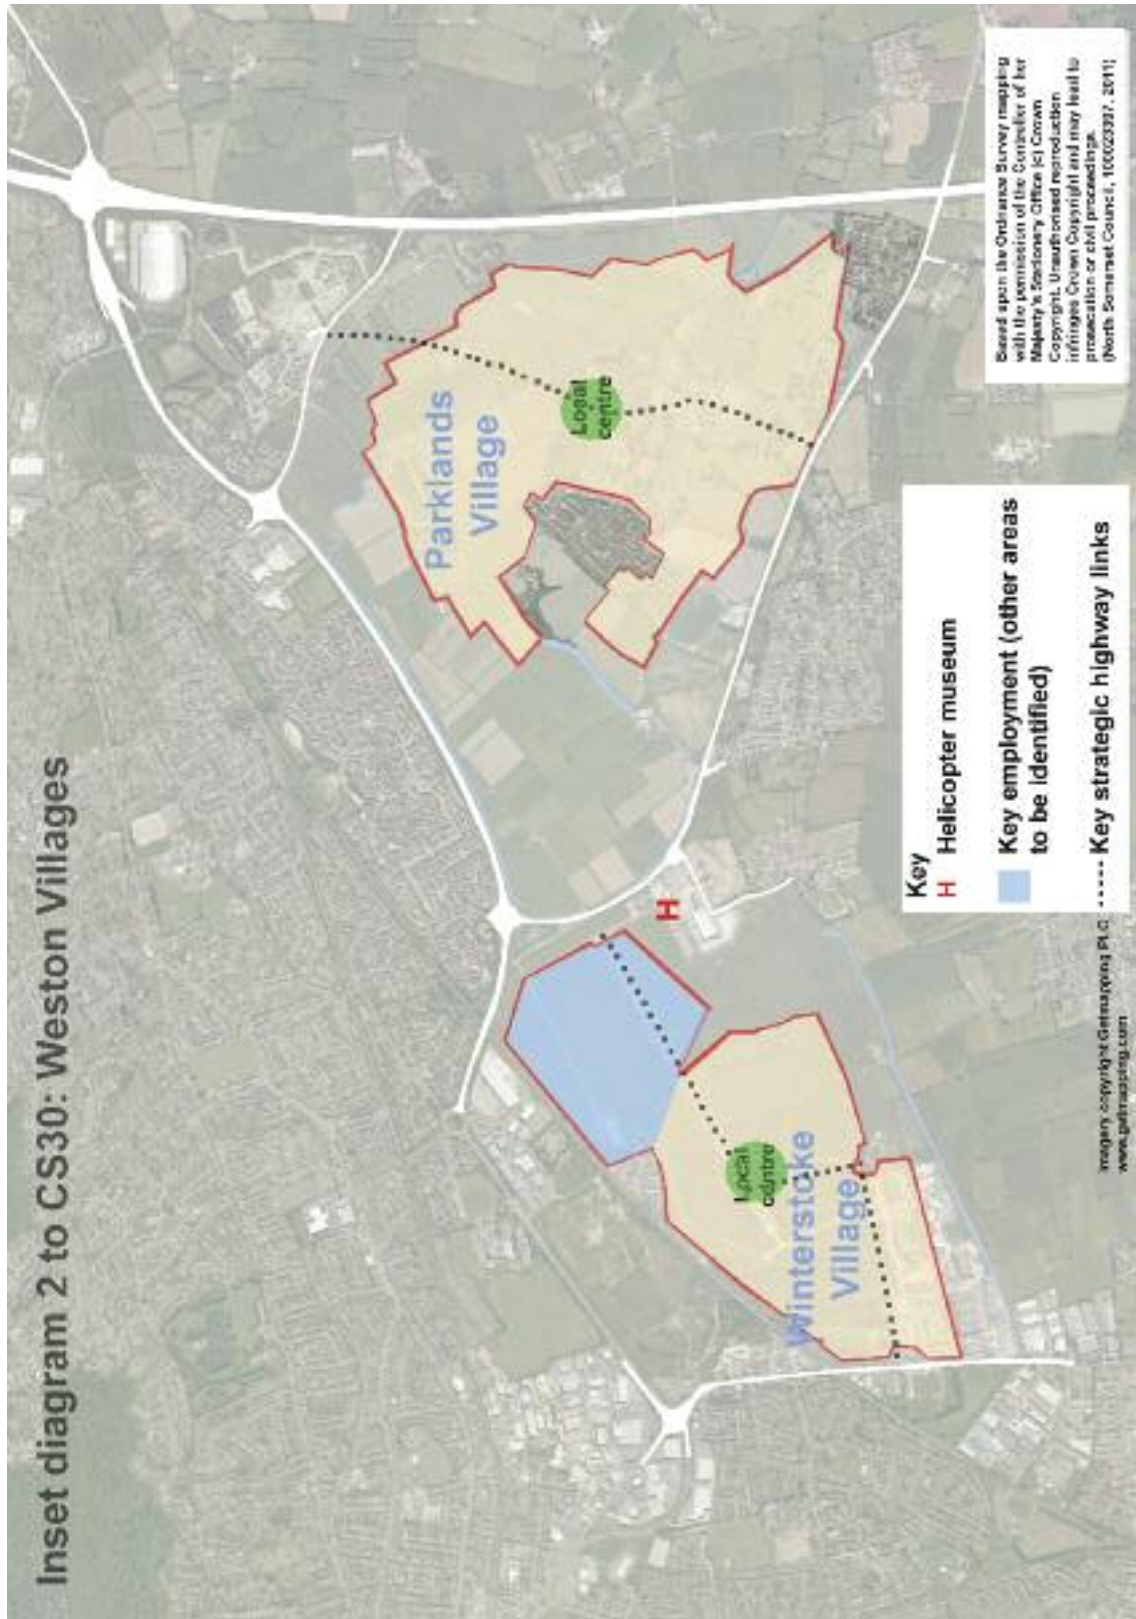 Inset diagram 2 to CS30: Weston Villages
Parklands
Village
Local
centre
Winterstoke
Village
Local
centre
H
Key
H Helicopter museum
Key employment (other areas
to be identified)
Key strategic highway links
Based upon the Ordnance Survey mapping
with the permission of the Controller of her
Majesty's Stationery Office (c) Crown
Copyright. Unauthorised reproduction
infringes Crown Copyright and may lead to
prosecution or civil proceedings.
(North Somerset Council, 100023397, 2011)
Imagery copyright Getmapping PLC
www.getmapping.com